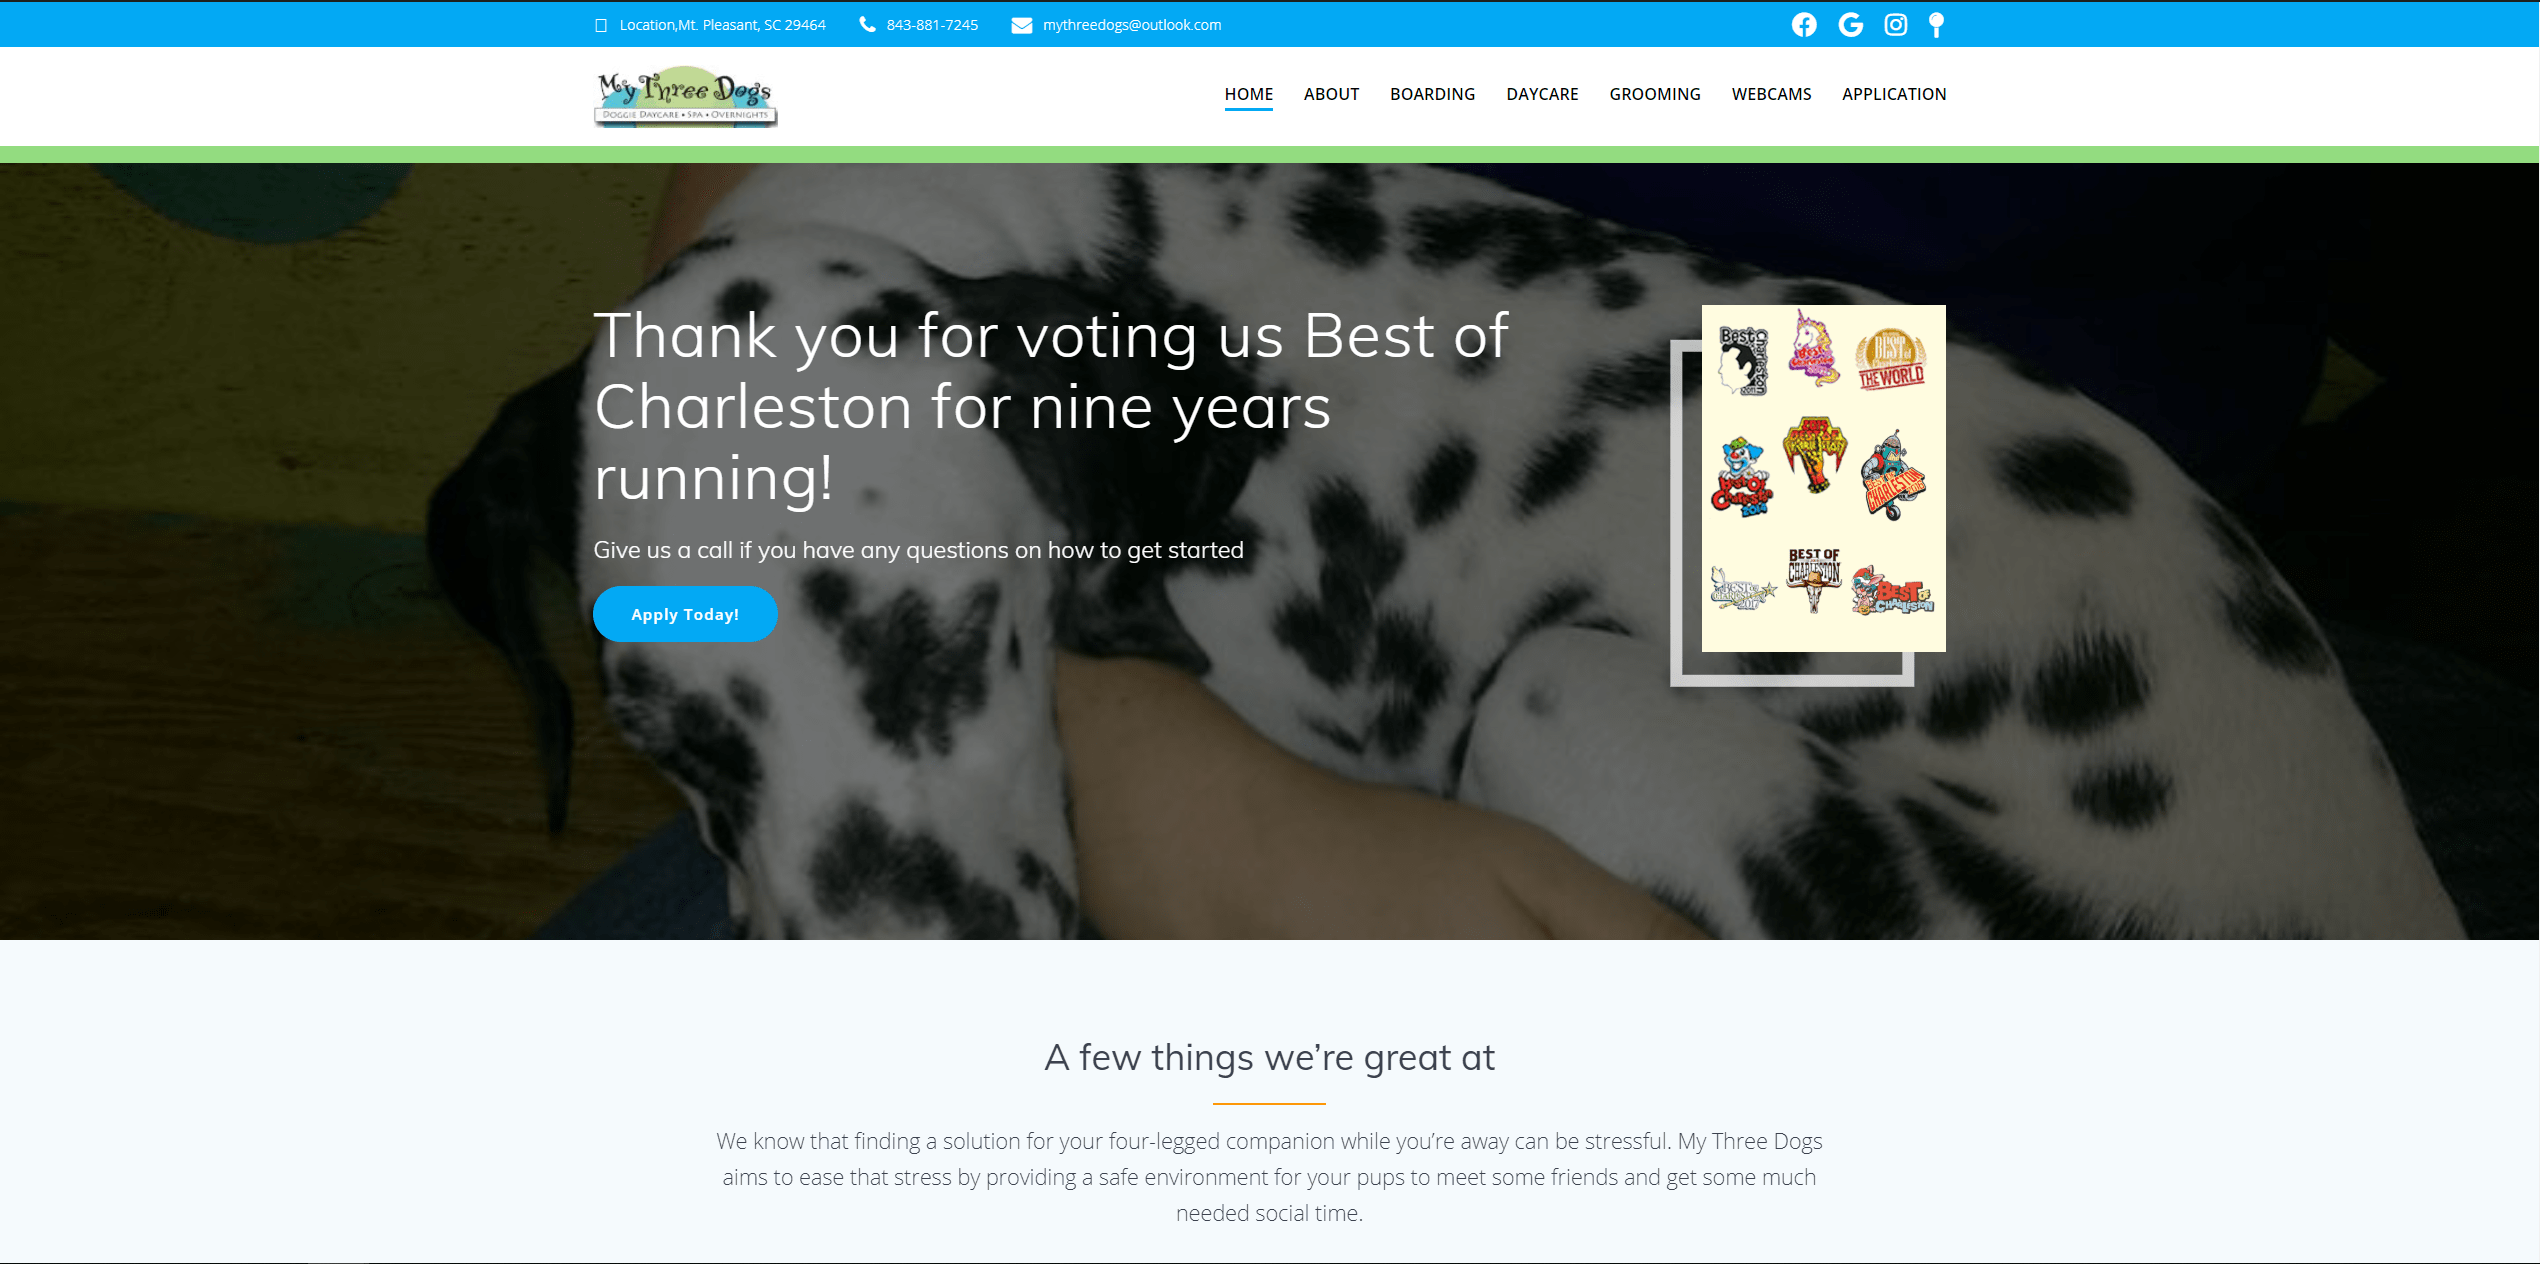 Location,Mt. Pleasant, SC 29464
843-881-7245
mythreedogs@outlook.com
My Three Dogs
DOGGIE DAYCARE • SPA • OVERNIGHTS
HOME
ABOUT
BOARDING
DAYCARE
GROOMING
WEBCAMS
APPLICATION
Thank you for voting us Best of
Charleston for nine years
running!
Give us a call if you have any questions on how to get started
Apply Today!
Best
Charleston
BEST of
THE WORLD
Best Of
Charleston
2014
BEST OF
CHARLESTON
2017
BEST OF
CHARLESTON
BEST OF
CHARLESTON
A few things we’re great at
We know that finding a solution for your four-legged companion while you’re away can be stressful. My Three Dogs
aims to ease that stress by providing a safe environment for your pups to meet some friends and get some much
needed social time.